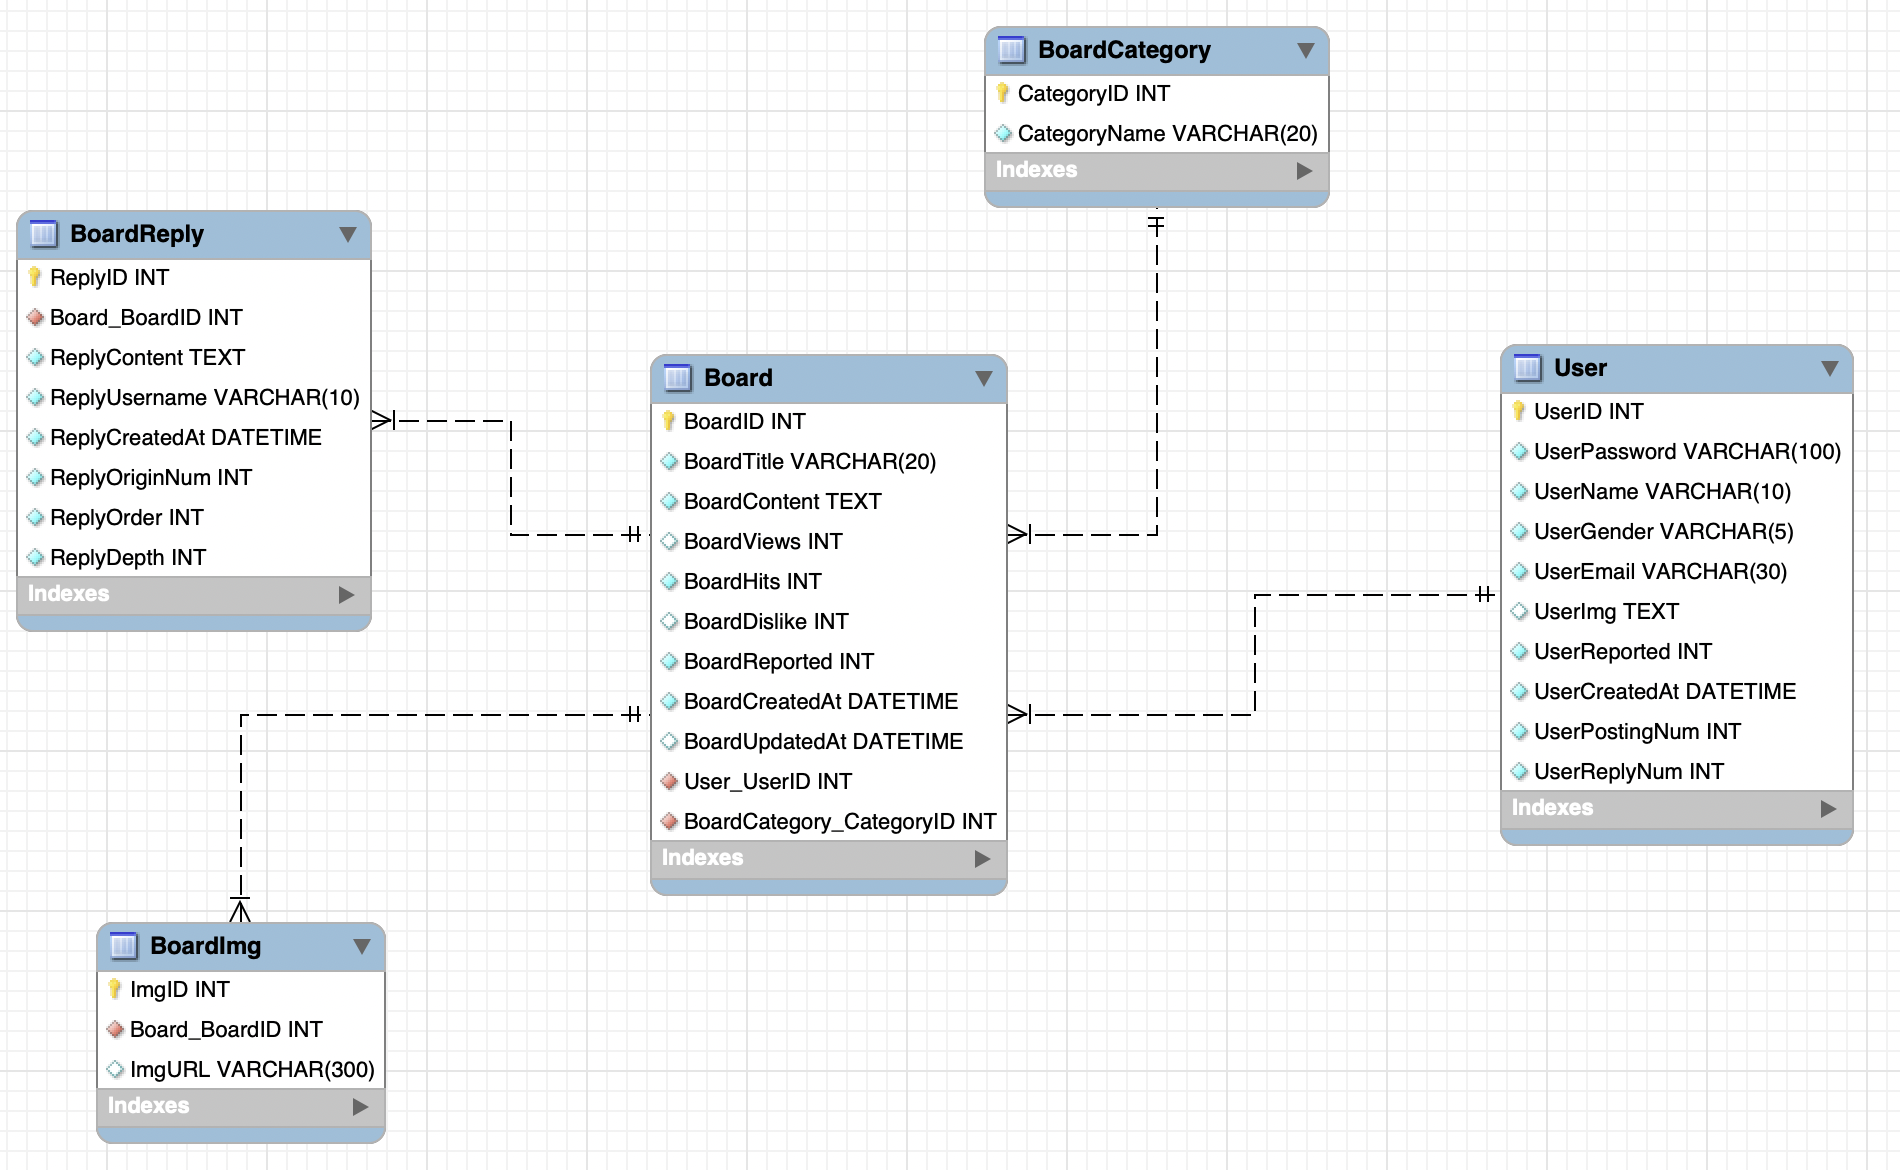 BoardCategory
CategoryID INT
CategoryName VARCHAR(20)
Indexes
BoardReply
ReplyID INT
Board_BoardID INT
ReplyContent TEXT
ReplyUsername VARCHAR(10)
ReplyCreatedAt DATETIME
ReplyOriginNum INT
ReplyOrder INT
ReplyDepth INT
Indexes
Board
BoardID INT
BoardTitle VARCHAR(20)
BoardContent TEXT
BoardViews INT
BoardHits INT
BoardDislike INT
BoardReported INT
BoardCreatedAt DATETIME
BoardUpdatedAt DATETIME
User_UserID INT
BoardCategory_CategoryID INT
Indexes
User
UserID INT
UserPassword VARCHAR(100)
UserName VARCHAR(10)
UserGender VARCHAR(5)
UserEmail VARCHAR(30)
UserImg TEXT
UserReported INT
UserCreatedAt DATETIME
UserPostingNum INT
UserReplyNum INT
Indexes
BoardImg
ImgID INT
Board_BoardID INT
ImgURL VARCHAR(300)
Indexes